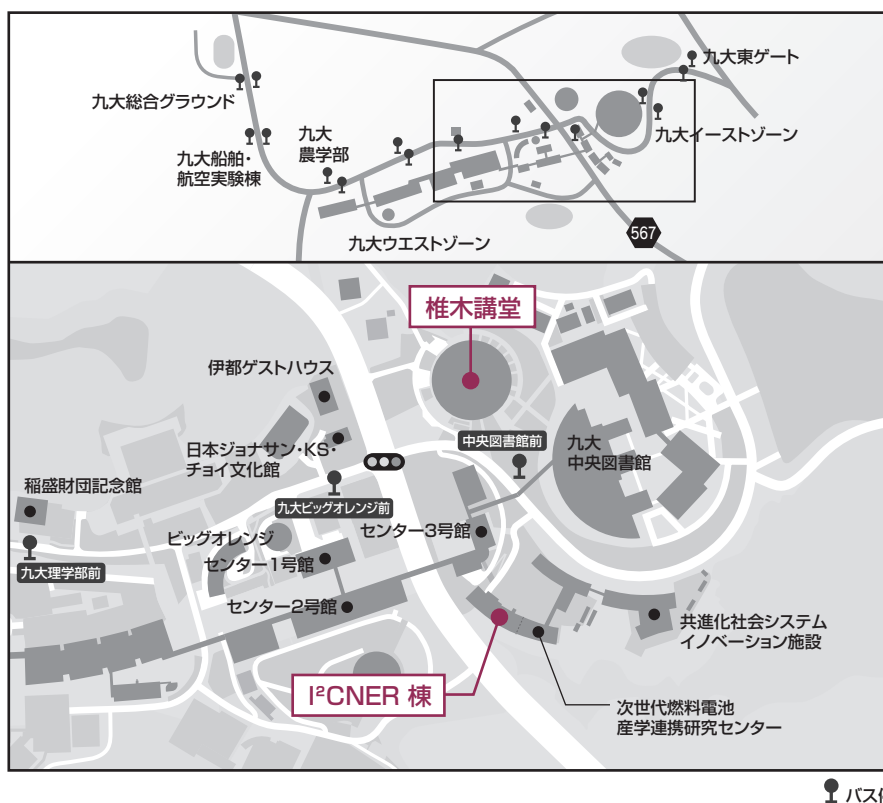 九大東ゲート
九大総合グラウンド
九大
農学部
九大イーストゾーン
九大船舶・
航空実験棟
九大ウエストゾーン
567
椎木講堂
伊都ゲストハウス
日本ジョナサン・KS・
チョイ文化館
中央図書館前
九大
中央図書館
稲盛財団記念館
九大ビッグオレンジ前
ビッグオレンジ
センター3号館
センター1号館
九大理学部前
センター2号館
共進化社会システム
イノベーション施設
I²CNER 棟
次世代燃料電池
産学連携研究センター
バス